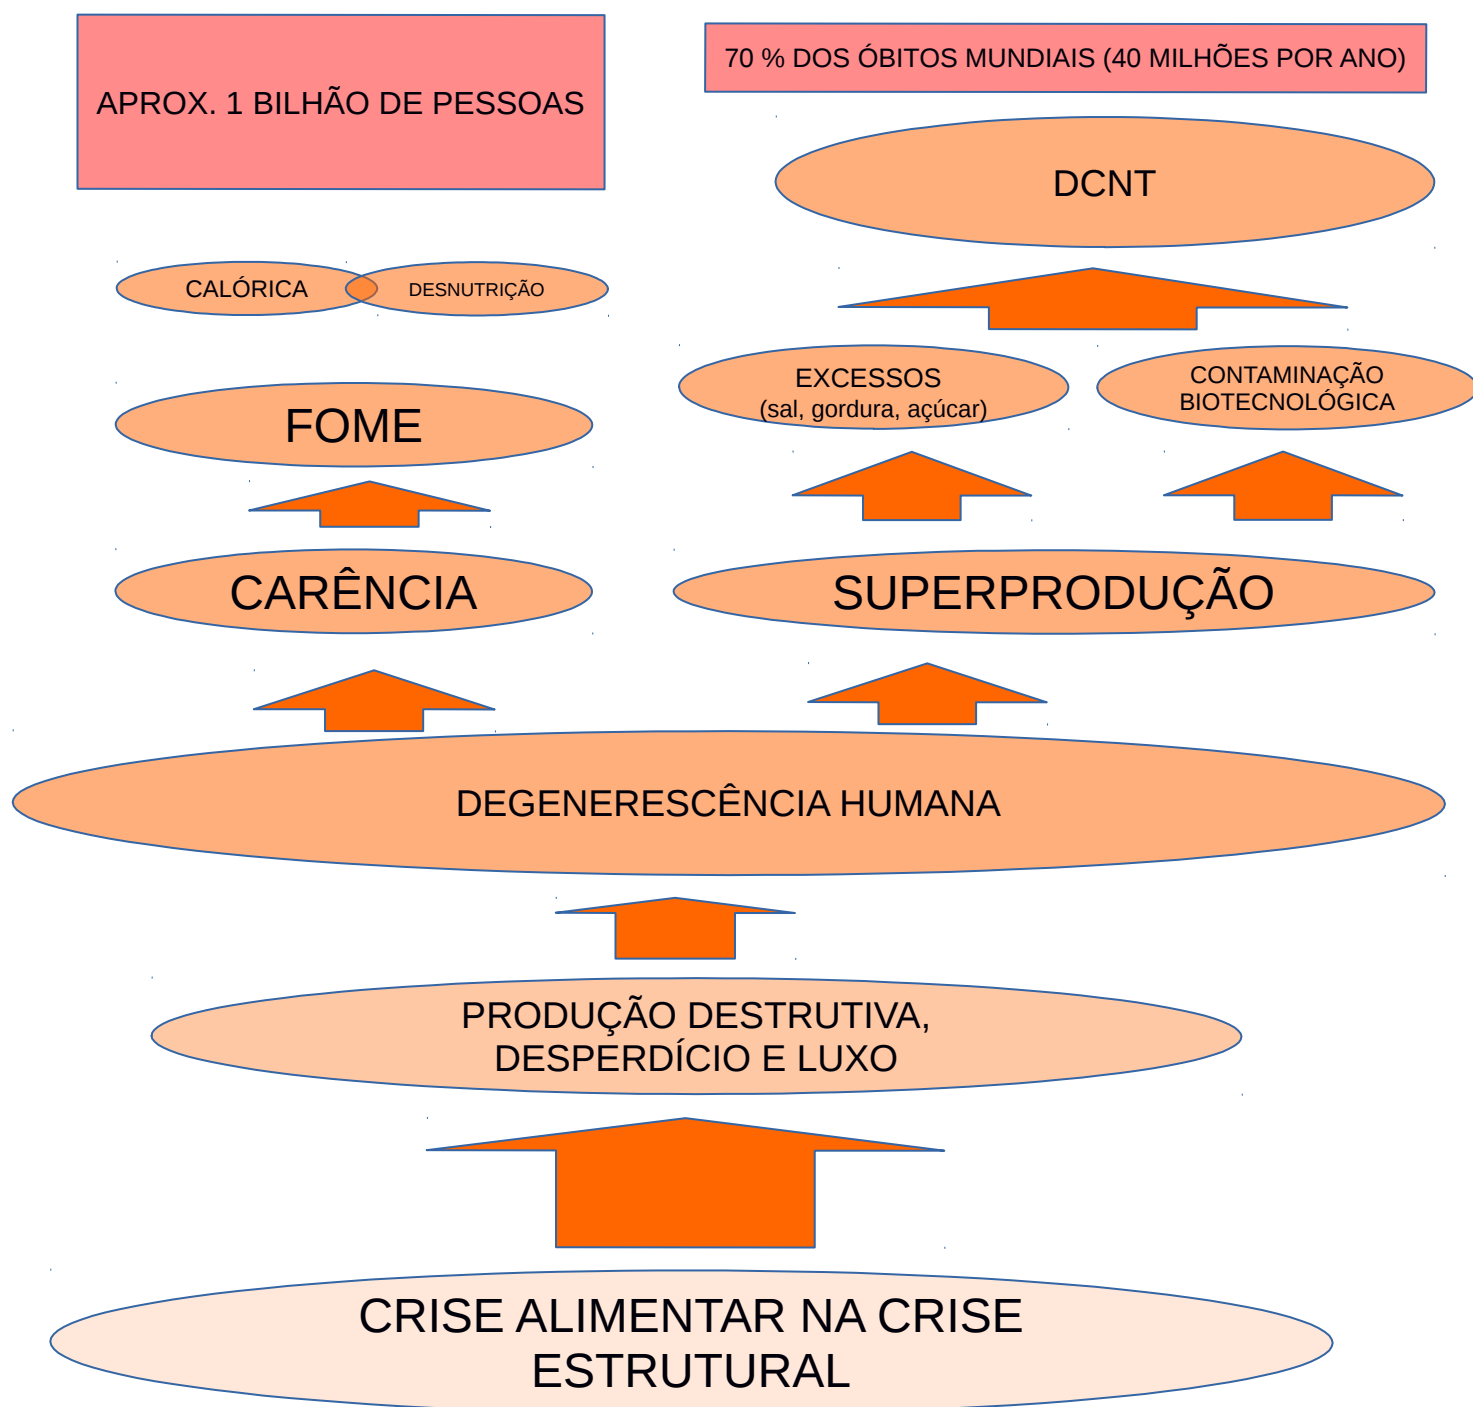 APROX. 1 BILHÃO DE PESSOAS
70 % DOS ÓBITOS MUNDIAIS (40 MILHÕES POR ANO)
DCNT
CALÓRICA
DESNUTRIÇÃO
EXCESSOS
(sal, gordura, açúcar)
CONTAMINAÇÃO
BIOTECNOLÓGICA
FOME
CARÊNCIA
SUPERPRODUÇÃO
DEGENERESCÊNCIA HUMANA
PRODUÇÃO DESTRUTIVA,
DESPERDÍCIO E LUXO
CRISE ALIMENTAR NA CRISE
ESTRUTURAL